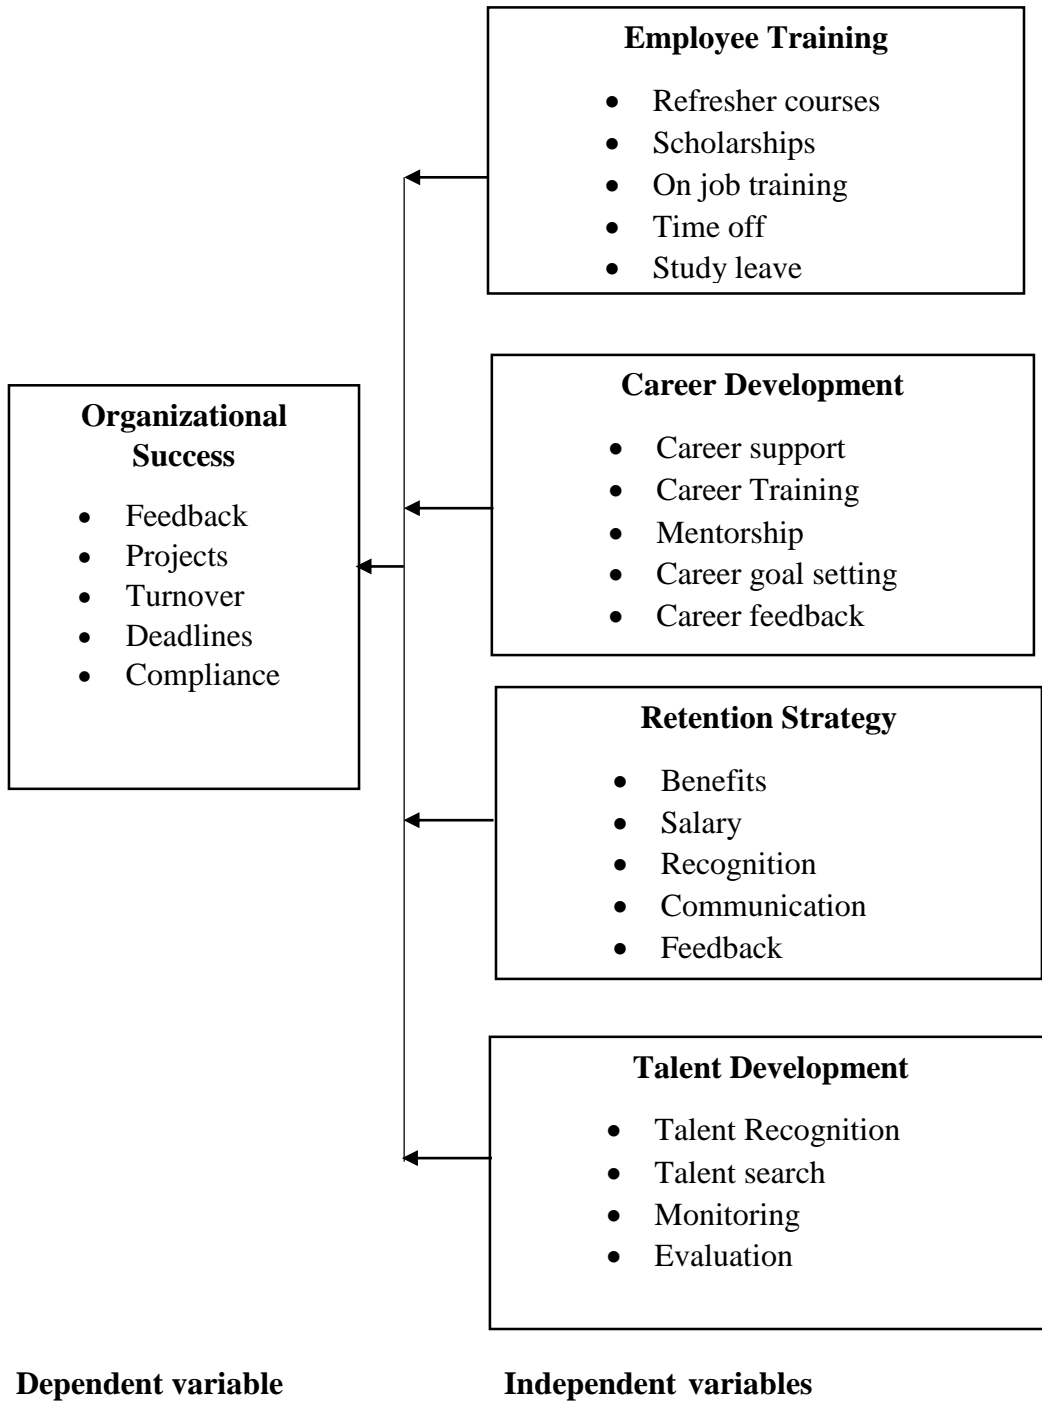 Employee Training
• Refresher courses
• Scholarships
• On job training
• Time off
• Study leave
Organizational
Success
• Feedback
• Projects
• Turnover
• Deadlines
• Compliance
Career Development
• Career support
• Career Training
• Mentorship
• Career goal setting
• Career feedback
Retention Strategy
• Benefits
• Salary
• Recognition
• Communication
• Feedback
Talent Development
• Talent Recognition
• Talent search
• Monitoring
• Evaluation
Dependent variable
Independent variables